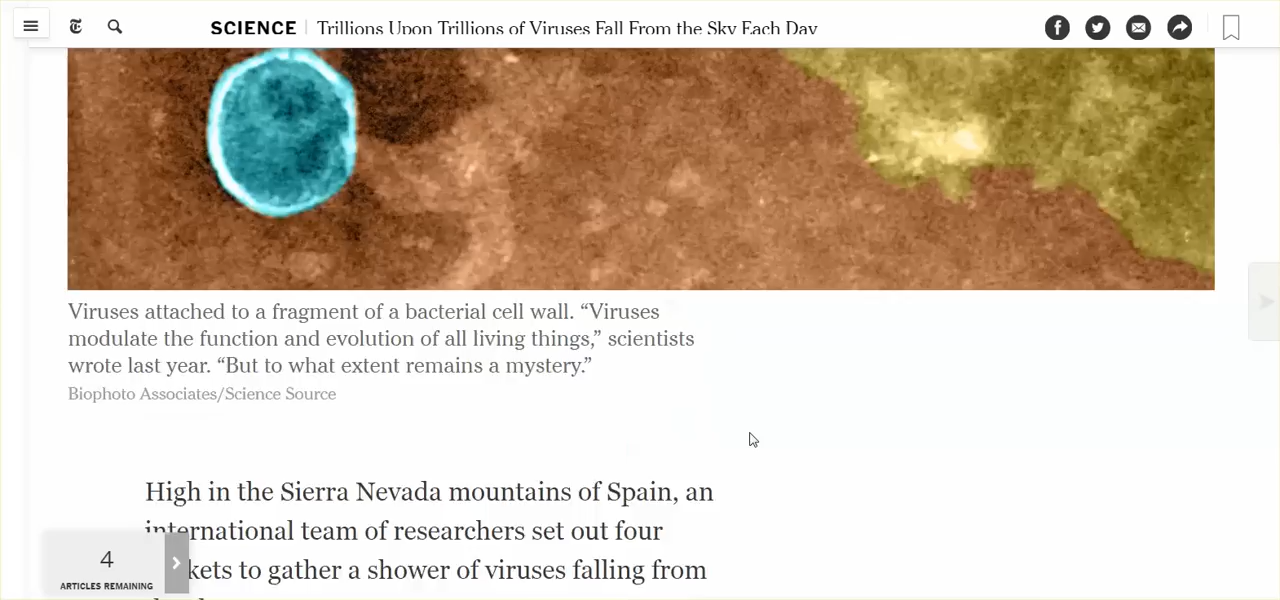 SCIENCE Trillions Upon Trillions of Viruses Fall From the Sky Each Day
Viruses attached to a fragment of a bacterial cell wall. “Viruses
modulate the function and evolution of all living things,” scientists
wrote last year. “But to what extent remains a mystery.”
Biophoto Associates/Science Source
High in the Sierra Nevada mountains of Spain, an
international team of researchers set out four
kets to gather a shower of viruses falling from
4
ARTICLES REMAINING